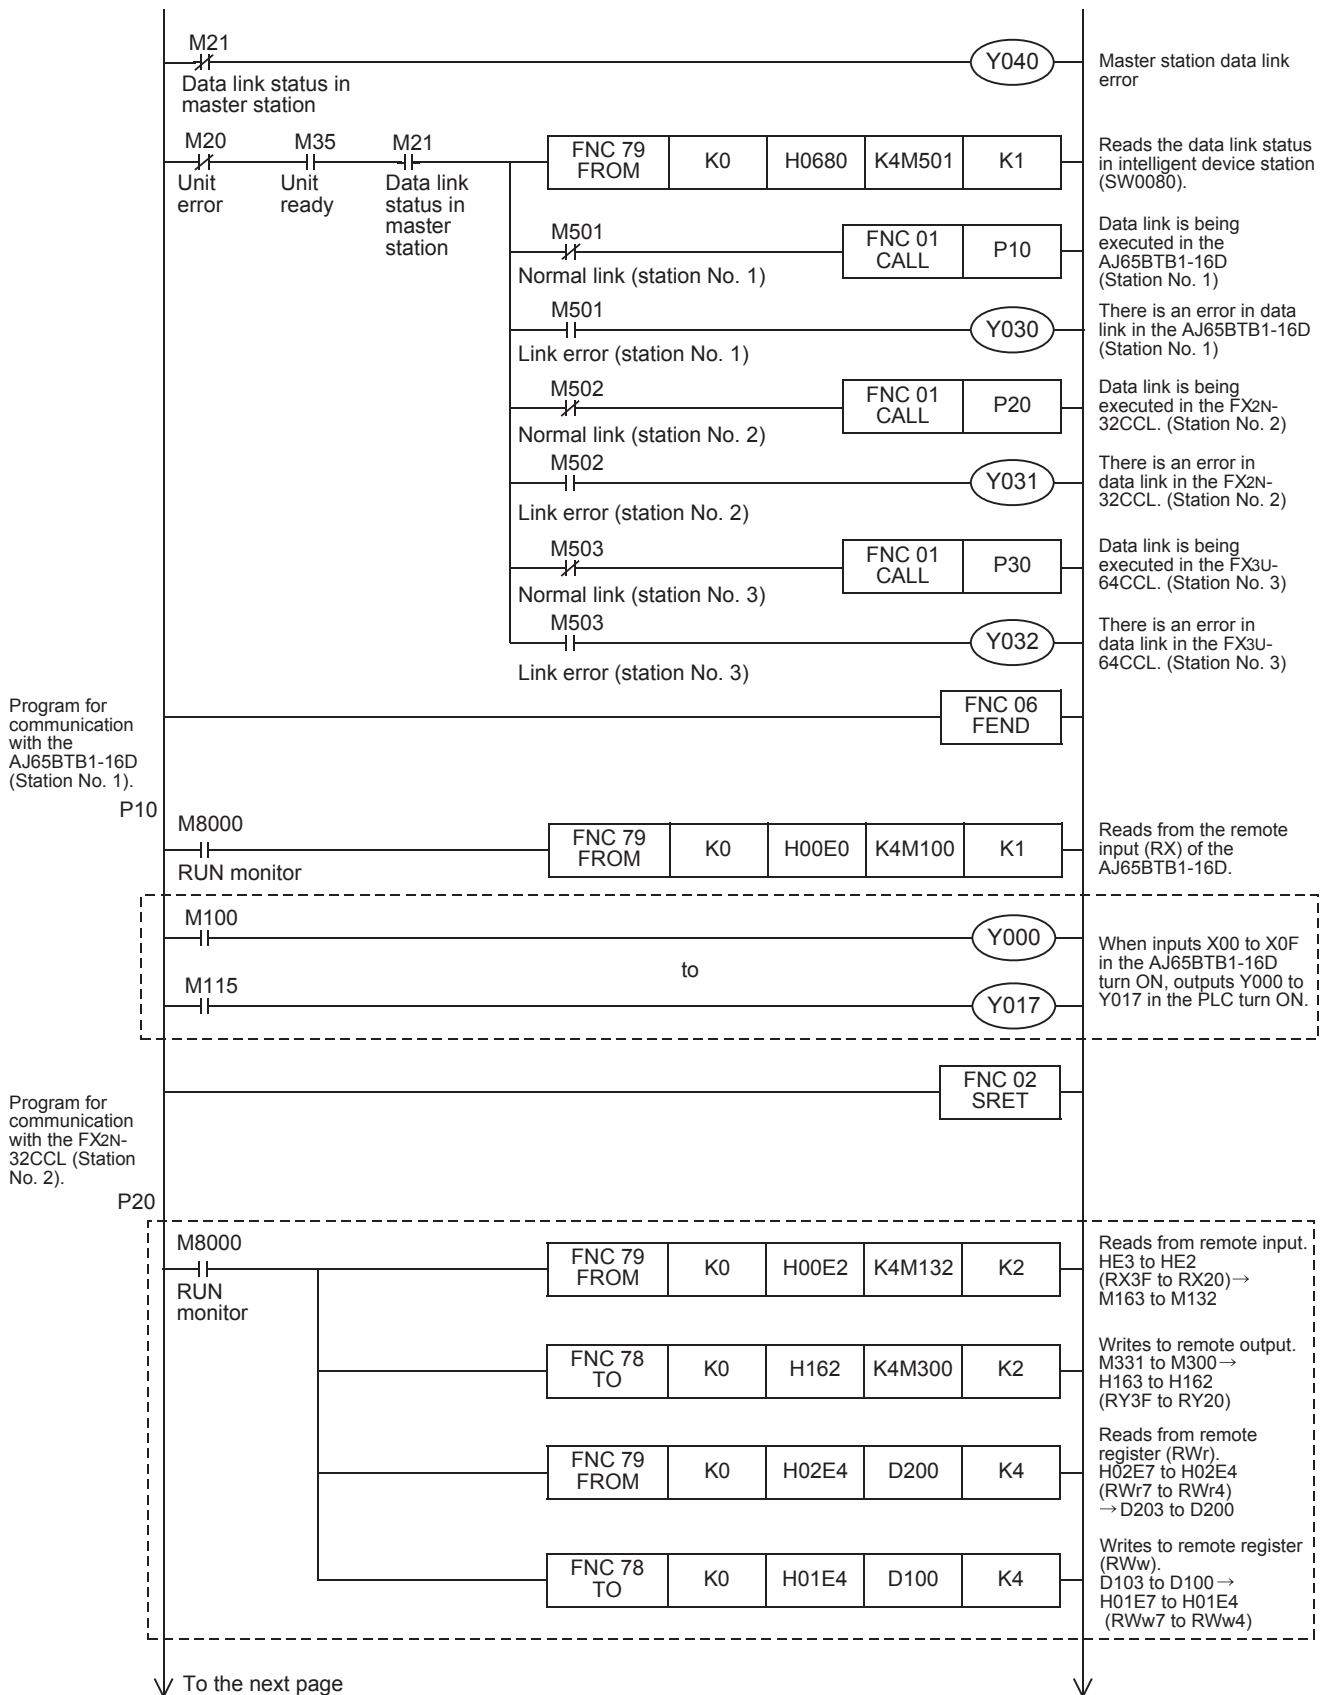 M21
Y040
Master station data link
error
Data link status in
master station
M20
M35
M21
FNC 79
FROM
K0
H0680
K4M501
K1
Reads the data link status
in intelligent device station
(SW0080).
Unit
error
Unit
ready
Data link
status in
master
station
M501
FNC 01
CALL
P10
Data link is being
executed in the
AJ65BTB1-16D
(Station No. 1)
Normal link (station No. 1)
M501
Y030
There is an error in data
link in the AJ65BTB1-16D
(Station No. 1)
Link error (station No. 1)
M502
FNC 01
CALL
P20
Data link is being
executed in the FX2N-
32CCL. (Station No. 2)
Normal link (station No. 2)
M502
Y031
There is an error in
data link in the FX2N-
32CCL. (Station No. 2)
Link error (station No. 2)
M503
FNC 01
CALL
P30
Data link is being
executed in the FX3U-
64CCL. (Station No. 3)
Normal link (station No. 3)
M503
Y032
There is an error in
data link in the FX3U-
64CCL. (Station No. 3)
Link error (station No. 3)
Program for
communication
with the
AJ65BTB1-16D
(Station No. 1).
FNC 06
FEND
P10
M8000
RUN monitor
FNC 79
FROM
K0
H00E0
K4M100
K1
Reads from the remote
input (RX) of the
AJ65BTB1-16D.
M100
Y000
to
M115
Y017
When inputs X00 to X0F
in the AJ65BTB1-16D
turn ON, outputs Y000 to
Y017 in the PLC turn ON.
FNC 02
SRET
Program for
communication
with the FX2N-
32CCL (Station
No. 2).
P20
M8000
RUN
monitor
FNC 79
FROM
K0
H00E2
K4M132
K2
Reads from remote input.
HE3 to HE2
(RX3F to RX20)→
M163 to M132
FNC 78
TO
K0
H162
K4M300
K2
Writes to remote output.
M331 to M300→
H163 to H162
(RY3F to RY20)
FNC 79
FROM
K0
H02E4
D200
K4
Reads from remote
register (RWr).
H02E7 to H02E4
(RWr7 to RWr4)
→D203 to D200
FNC 78
TO
K0
H01E4
D100
K4
Writes to remote register
(RWw).
D103 to D100→
H01E7 to H01E4
(RWw7 to RWw4)
To the next page